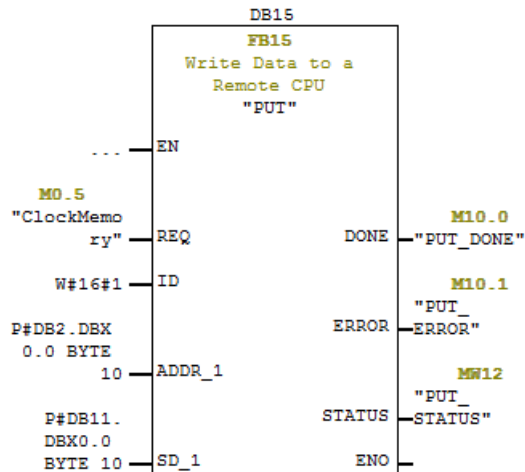 DB15
FB15
Write Data to a
Remote CPU
"PUT"
... EN
M0.5
"ClockMemo
ry" REQ
DONE
M10.0
"PUT_DONE"
W#16#1 ID
M10.1
"PUT_
ERROR ERROR"
P#DB2.DBX
0.0 BYTE
10 ADDR_1
MW12
"PUT_
STATUS STATUS"
P#DB11.
DBX0.0
BYTE 10 SD_1
ENO